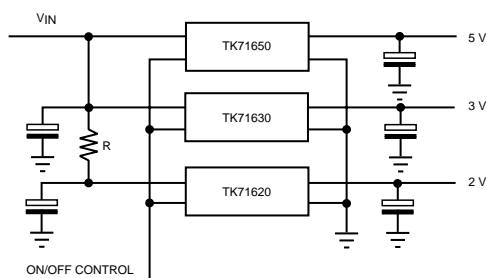 VIN
TK71650
5 V
TK71630
3 V
R
TK71620
2 V
ON/OFF CONTROL